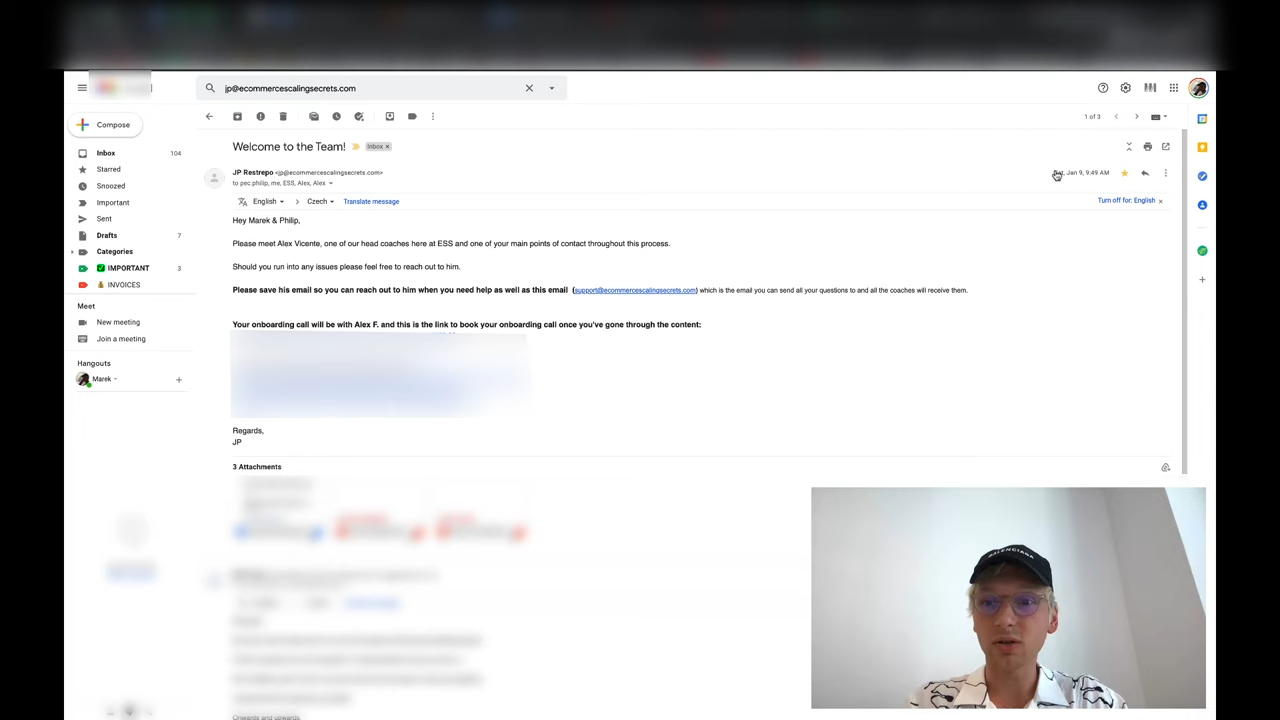 jp@ecommercescalingsecrets.com
Compose
1 of 3
Welcome to the Team!
Inbox ×
Inbox 104
Starred
Snoozed
Important
Sent
Drafts 7
Categories
IMPORTANT 3
INVOICES
Meet
New meeting
Join a meeting
Hangouts
Marek
JP Restrepo <jp@ecommercescalingsecrets.com>
Jan 9, 9:49 AM
to pec.philip, me, ESS, Alex, Alex
English > Czech Translate message
Turn off for: English ×
Hey Marek & Philip,
Please meet Alex Vicente, one of our head coaches here at ESS and one of your main points of contact throughout this process.
Should you run into any issues please feel free to reach out to him.
Please save his email so you can reach out to him when you need help as well as this email (support@ecommercescalingsecrets.com) which is the email you can send all your questions to and all the coaches will receive them.
Your onboarding call will be with Alex F. and this is the link to book your onboarding call once you've gone through the content:
Regards,
JP
3 Attachments
Onwards and upwards,
BALENCIAGA